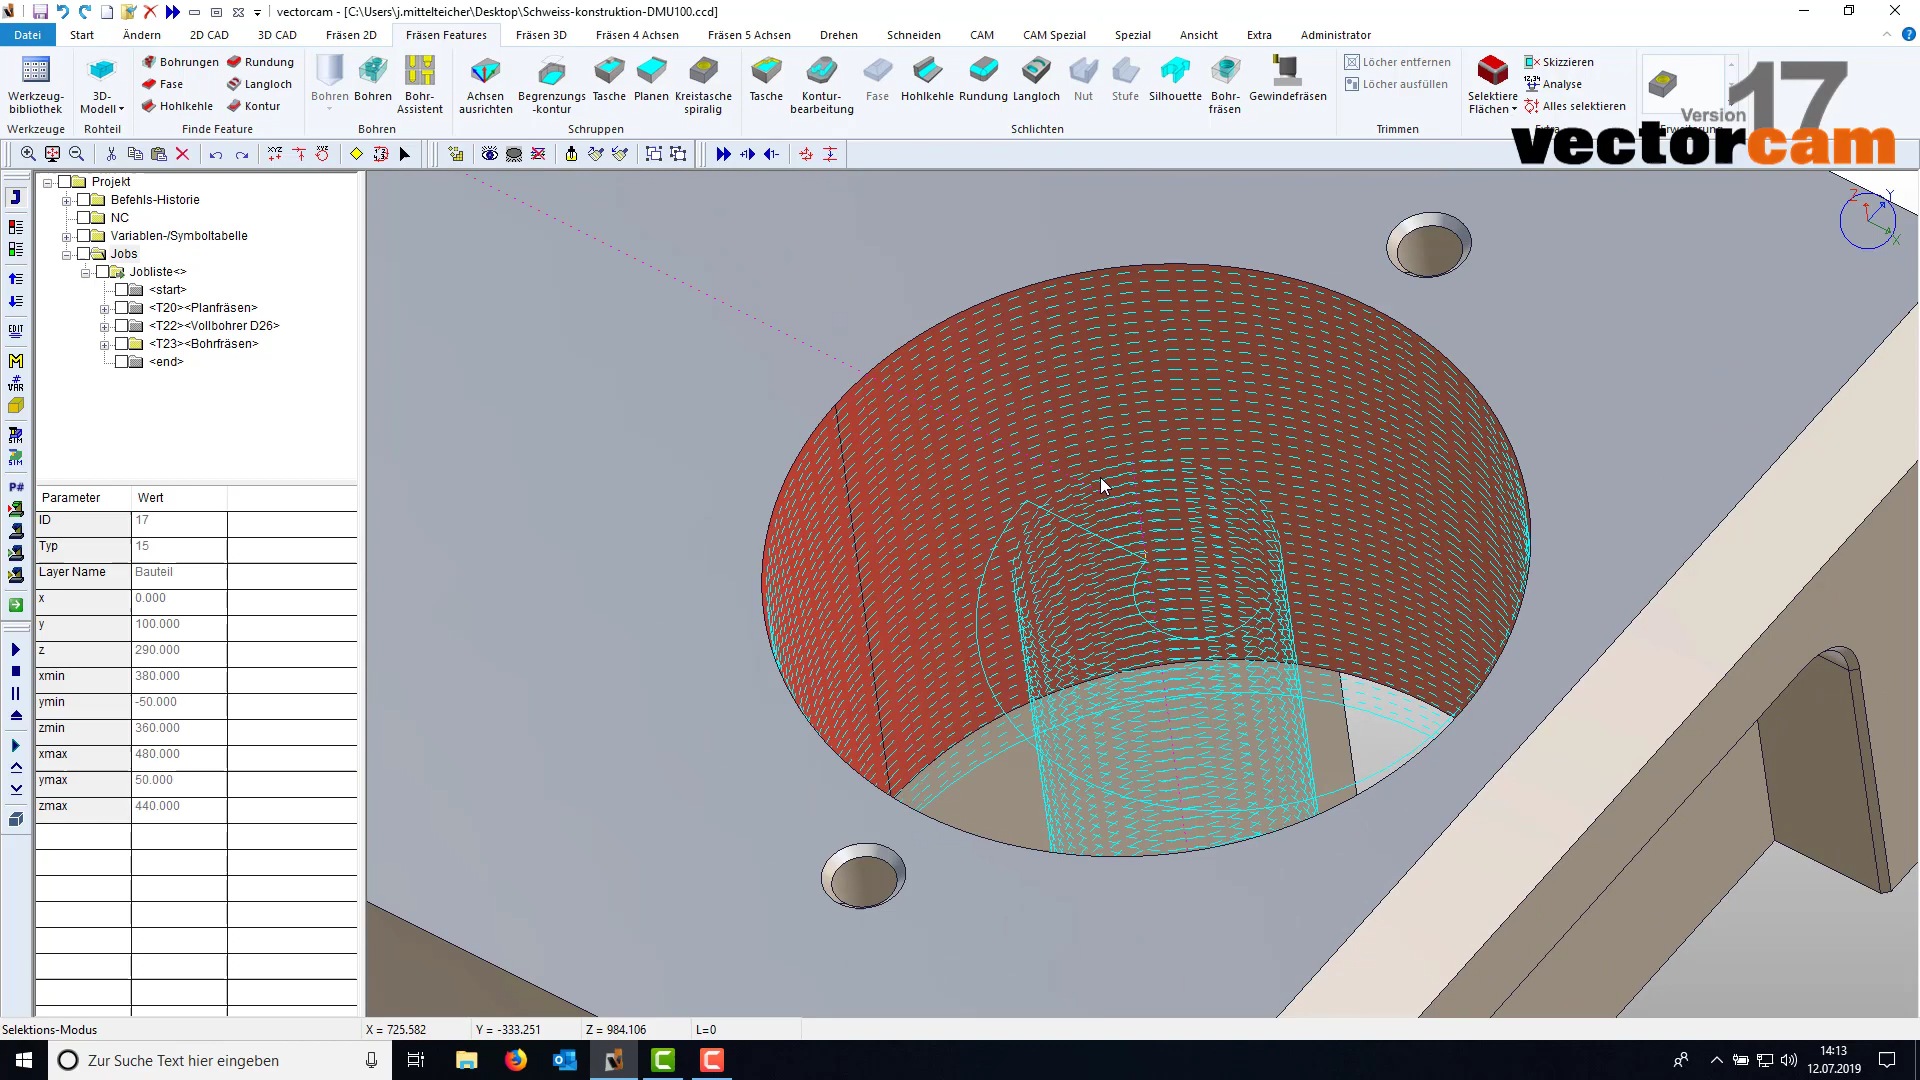 vectorcam - [C:\Users\j.mittelteicher\Desktop\Schweiss-konstruktion-DMU100.ccd]
Datei Start Ändern 2D CAD 3D CAD Fräsen 2D Fräsen Features Fräsen 3D Fräsen 4 Achsen Fräsen 5 Achsen Drehen Schneiden CAM CAM Spezial Spezial Ansicht Extra Administrator
Werkzeug-
bibliothek
Werkzeuge
3D-
Modell
Rohteil
Bohrungen Rundung
Fase Langloch
Hohlkehle Kontur
Finde Feature
Bohren Bohren Bohr-
Assistent
Bohren
Achsen
ausrichten
Begrenzungs
-kontur
Tasche Planen Kreistasche
spiralig
Schruppen
Tasche Kontur-
bearbeitung
Fase Hohlkehle Rundung Langloch Nut Stufe Silhouette Bohr-
fräsen
Gewindefräsen
Schlichten
Löcher entfernen
Löcher ausfüllen
Trimmen
Selektiere
Flächen
Skizzieren
Analyse
Alles selektieren
Extra
Version 17
vectorcam
Projekt
Befehls-Historie
NC
Variablen-/Symboltabelle
Jobs
Jobliste<>
<start>
<T20><Planfräsen>
<T22><Vollbohrer D26>
<T23><Bohrfräsen>
<end>
EDIT
M
# VAR
STM
STM
P#
Parameter Wert
ID 17
Typ 15
Layer Name Bauteil
x 0.000
y 100.000
z 290.000
xmin 380.000
ymin -50.000
zmin 360.000
xmax 480.000
ymax 50.000
zmax 440.000
Z Y
X
Selektions-Modus X = 725.582 Y = -333.251 Z = 984.106 L=0
Zur Suche Text hier eingeben
14:13
12.07.2019